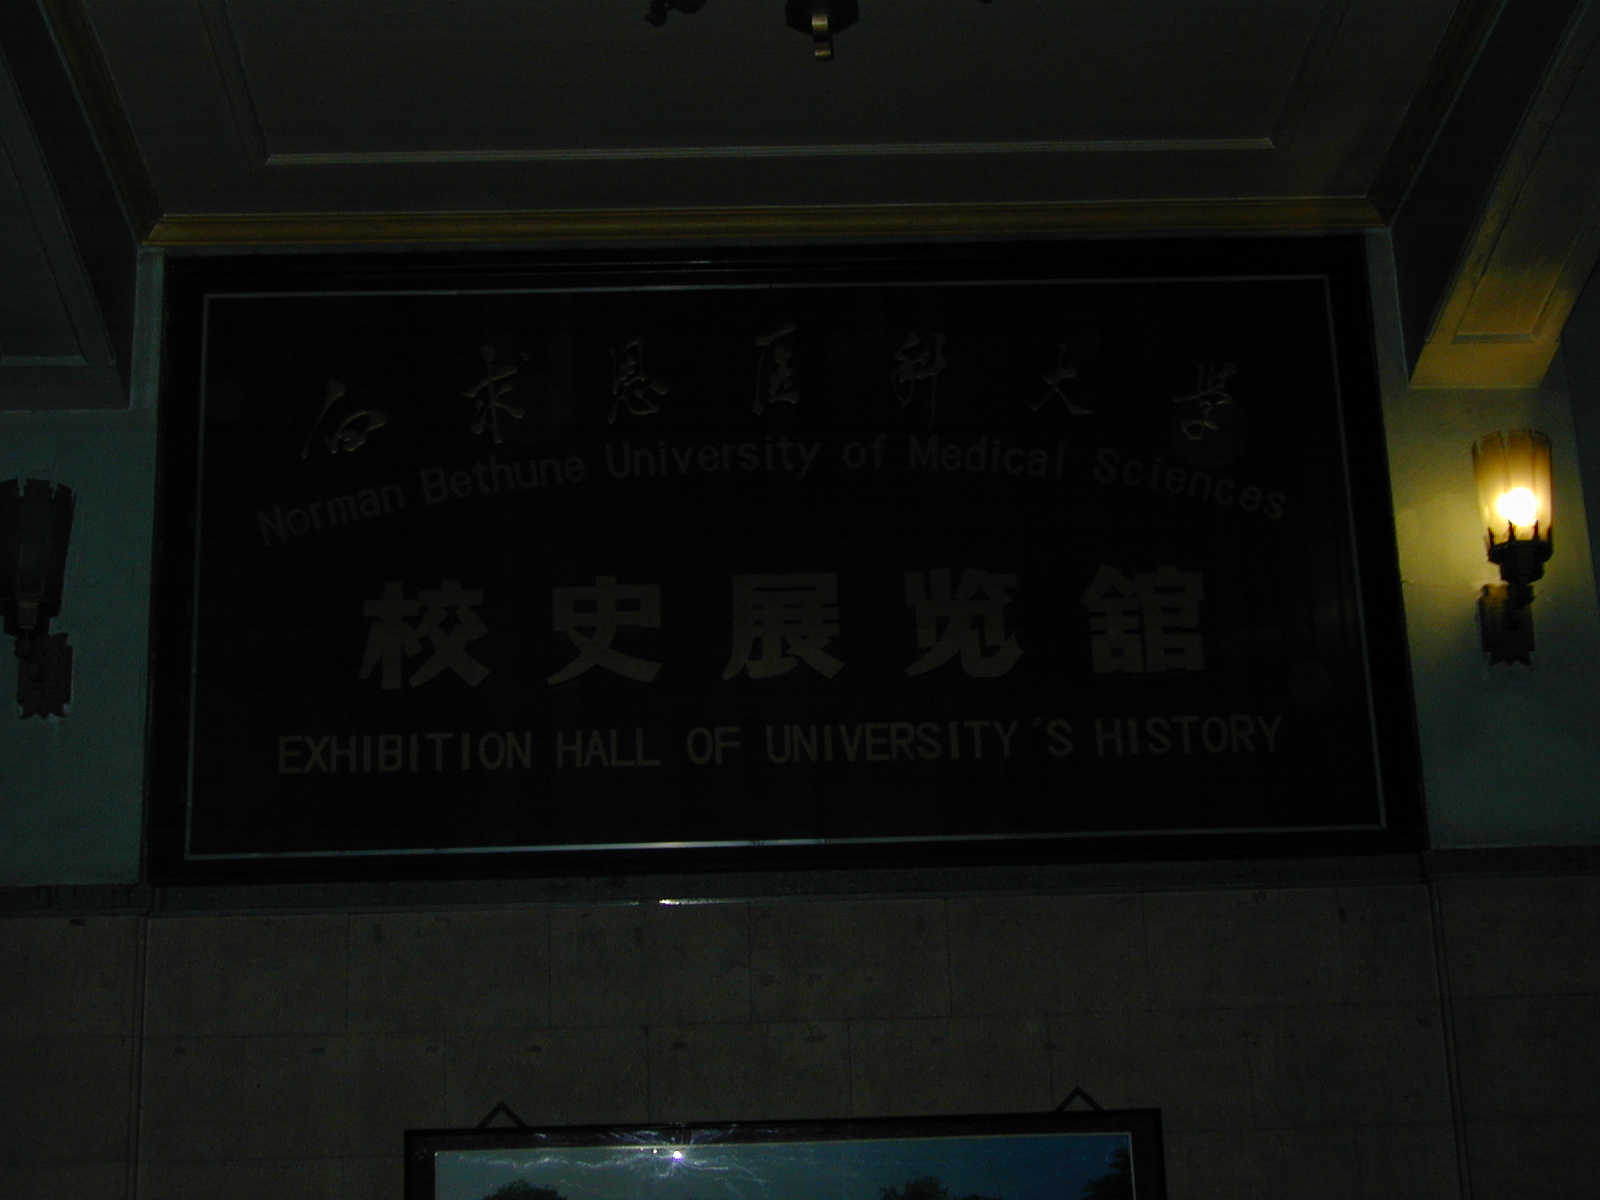 白求恩医科大学
Norman Bethune University of Medical Sciences
校史展览馆
EXHIBITION HALL OF UNIVERSITY'S HISTORY